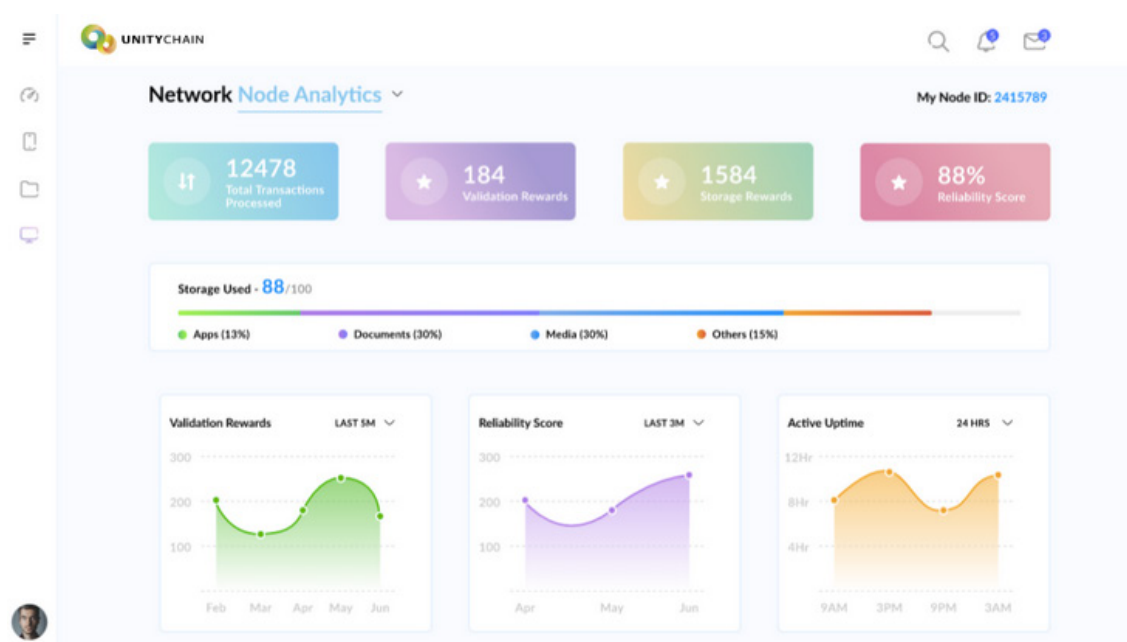 UNITYCHAIN
5
3
Network Node Analytics
My Node ID: 2415789
12478
Total Transactions
Processed
184
Validation Rewards
1584
Storage Rewards
88%
Reliability Score
Storage Used - 88/100
Apps (13%)
Documents (30%)
Media (30%)
Others (15%)
Validation Rewards
LAST 5M
300
200
100
Feb Mar Apr May Jun
Reliability Score
LAST 3M
300
200
100
Apr May Jun
Active Uptime
24 HRS
12Hr
8Hr
4Hr
9AM 3PM 9PM 3AM